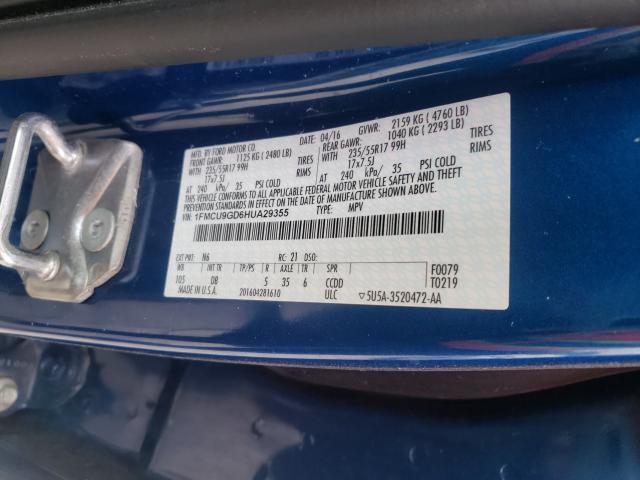 MFD. BY FORD MOTOR CO. 04/16 GVWR: 2159 KG ( 4760 LB)
FRONT GAWR: 1125 KG ( 2480 LB) REAR GAWR: 1040 KG ( 2293 LB)
WITH 235/55R17 99H TIRES WITH 235/55R17 99H TIRES
17x7.5J RIMS 17x7.5J RIMS
AT 240 kPa/ 35 PSI COLD AT 240 kPa/ 35 PSI COLD
THIS VEHICLE CONFORMS TO ALL APPLICABLE FEDERAL MOTOR VEHICLE SAFETY AND THEFT
PREVENTION STANDARDS IN EFFECT ON THE DATE OF MANUFACTURE SHOWN ABOVE.
VIN: 1FMCU9GD6HUA29355 TYPE: MPV
EXT PNT: N6 RC: 21 DSO: F0079
WB INT TR TP/PS R AXLE TR SPR T0219
105 DB 5 35 6 CCDD
MADE IN U.S.A. 201604281610 ULC ▽5U5A-3520472-AA